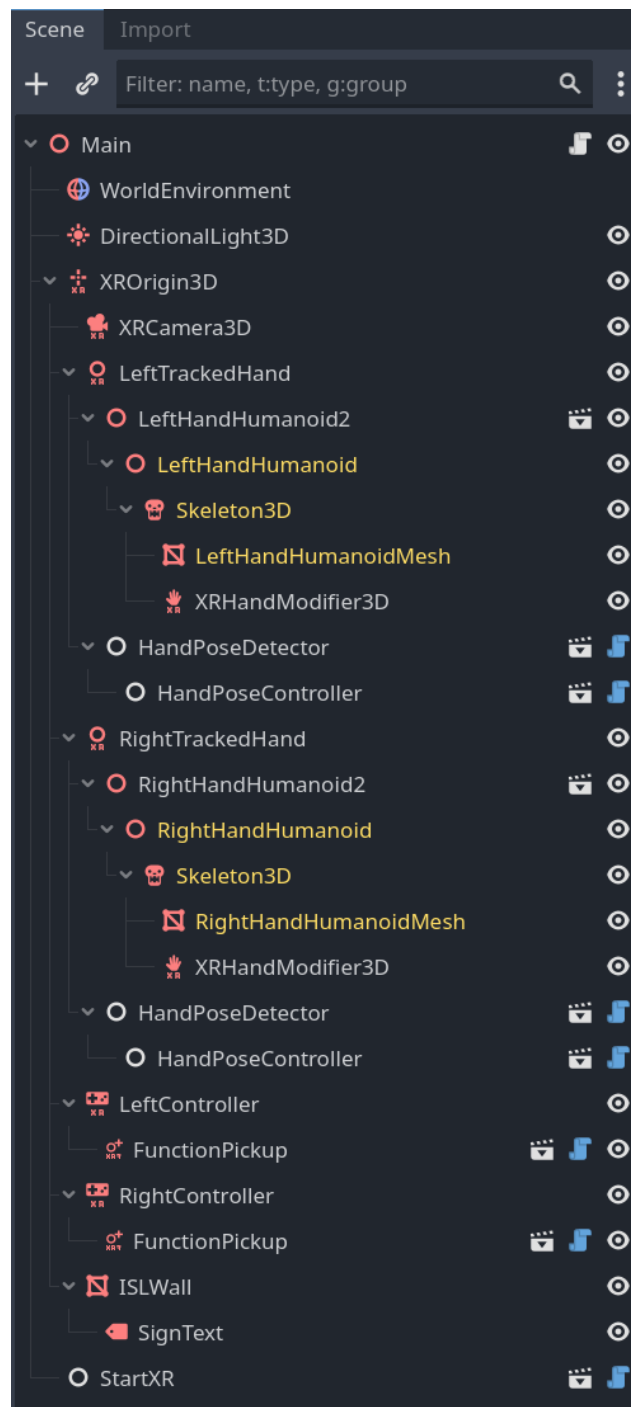 Scene Import
Filter: name, t:type, g:group
Main
WorldEnvironment
DirectionalLight3D
XROrigin3D
XRCamera3D
LeftTrackedHand
LeftHandHumanoid2
LeftHandHumanoid
Skeleton3D
LeftHandHumanoidMesh
XRHandModifier3D
HandPoseDetector
HandPoseController
RightTrackedHand
RightHandHumanoid2
RightHandHumanoid
Skeleton3D
RightHandHumanoidMesh
XRHandModifier3D
HandPoseDetector
HandPoseController
LeftController
FunctionPickup
RightController
FunctionPickup
ISLWall
SignText
StartXR